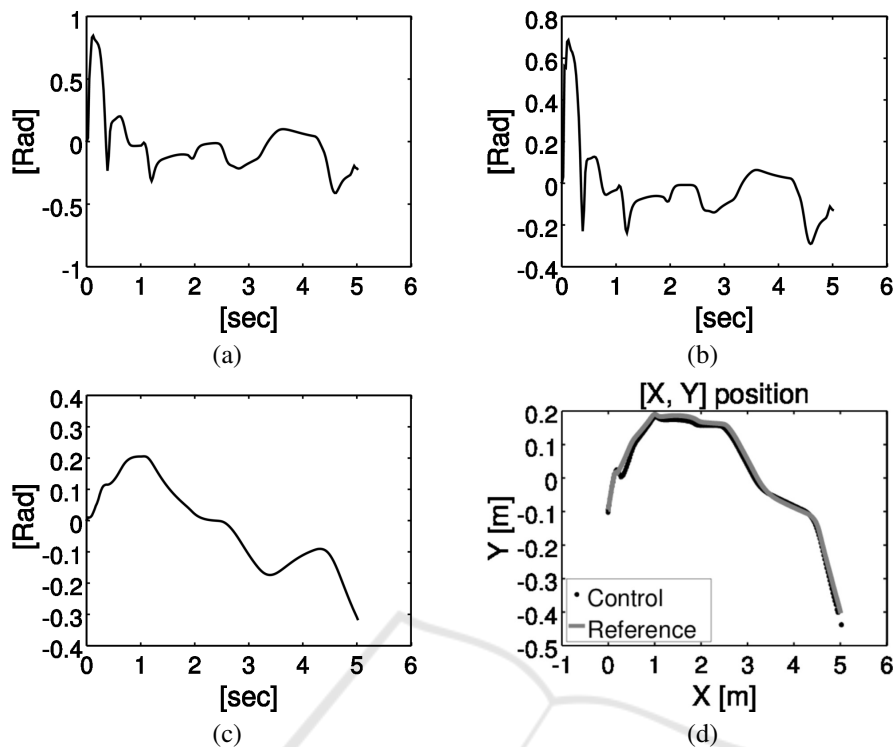 1
0.5
0
-0.5
-1
[Rad]
0 1 2 3 4 5 6
[sec]
(a)
0.8
0.6
0.4
0.2
0
-0.2
-0.4
[Rad]
0 1 2 3 4 5 6
[sec]
(b)
0.4
0.3
0.2
0.1
0
-0.1
-0.2
-0.3
-0.4
[Rad]
0 1 2 3 4 5 6
[sec]
(c)
[X, Y] position
0.2
0.1
0
-0.1
-0.2
-0.3
-0.4
-0.5
Y [m]
Control
Reference
-1 0 1 2 3 4 5 6
X [m]
(d)